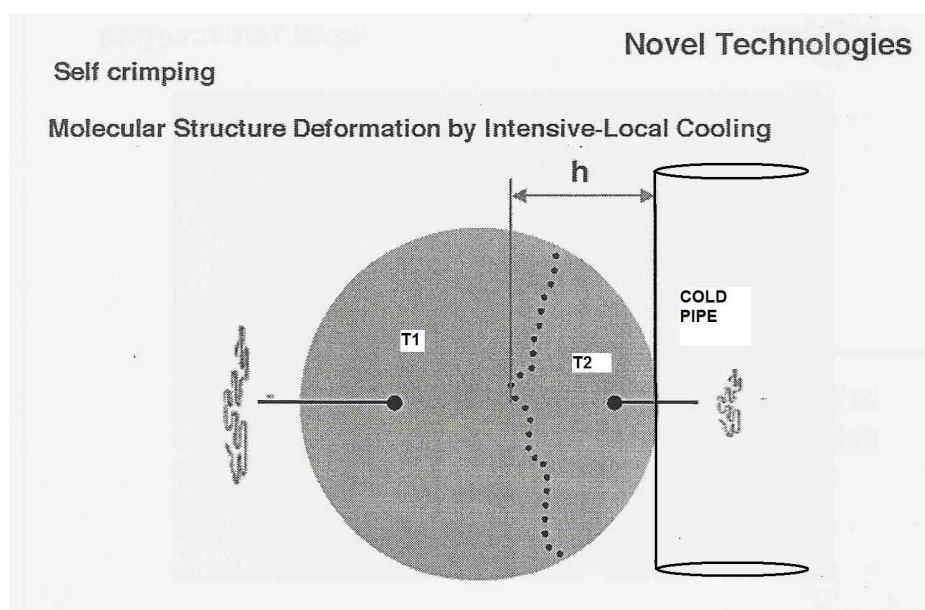 Novel Technologies
Self crimping
Molecular Structure Deformation by Intensive-Local Cooling
h
COLD
PIPE
T1
T2